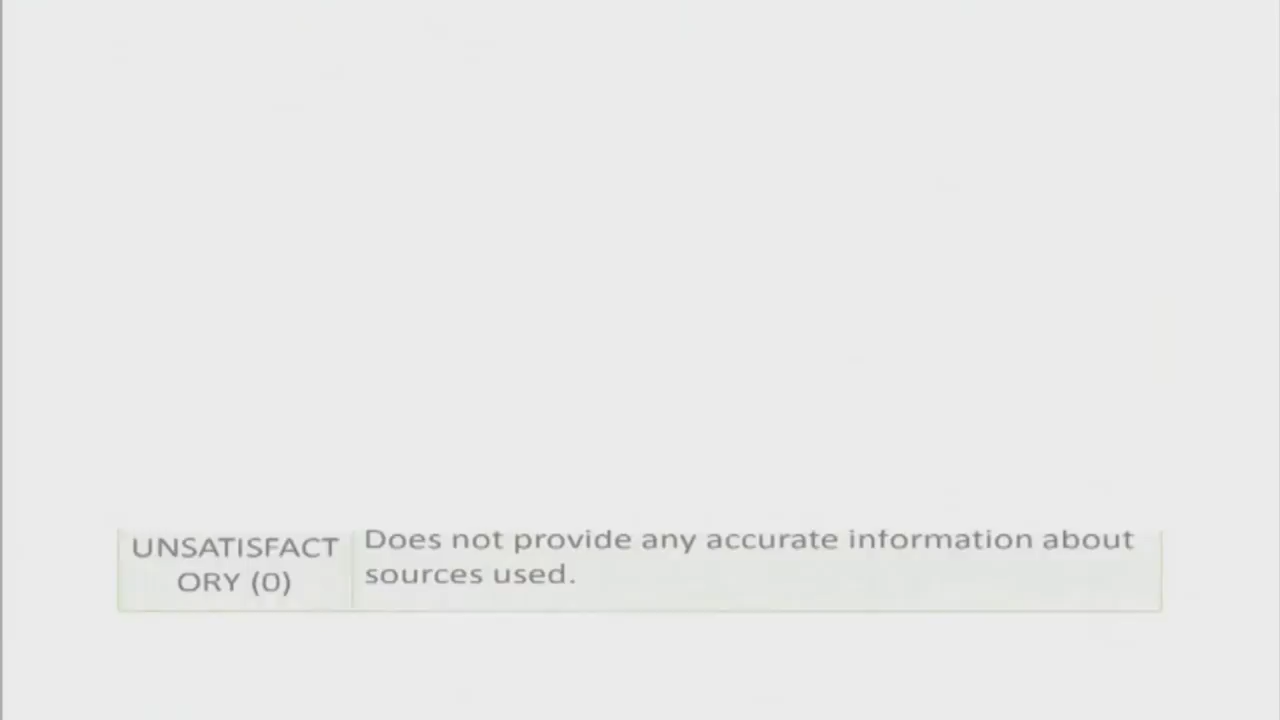 UNSATISFACT
ORY (0)
Does not provide any accurate information about
sources used.